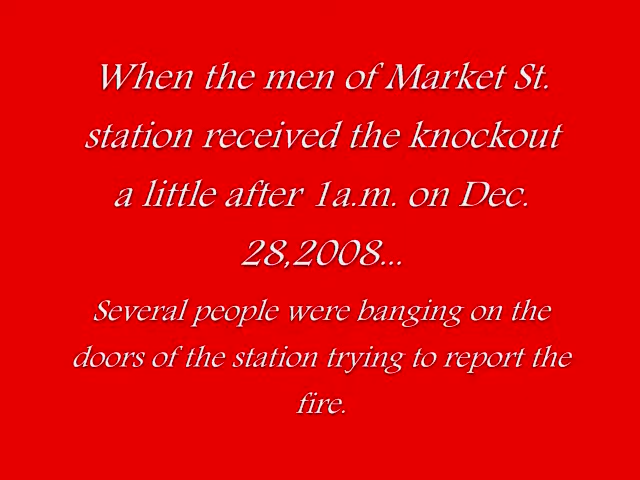 When the men of Market St.
station received the knockout
a little after 1a.m. on Dec.
28,2008...
Several people were banging on the
doors of the station trying to report the
fire.